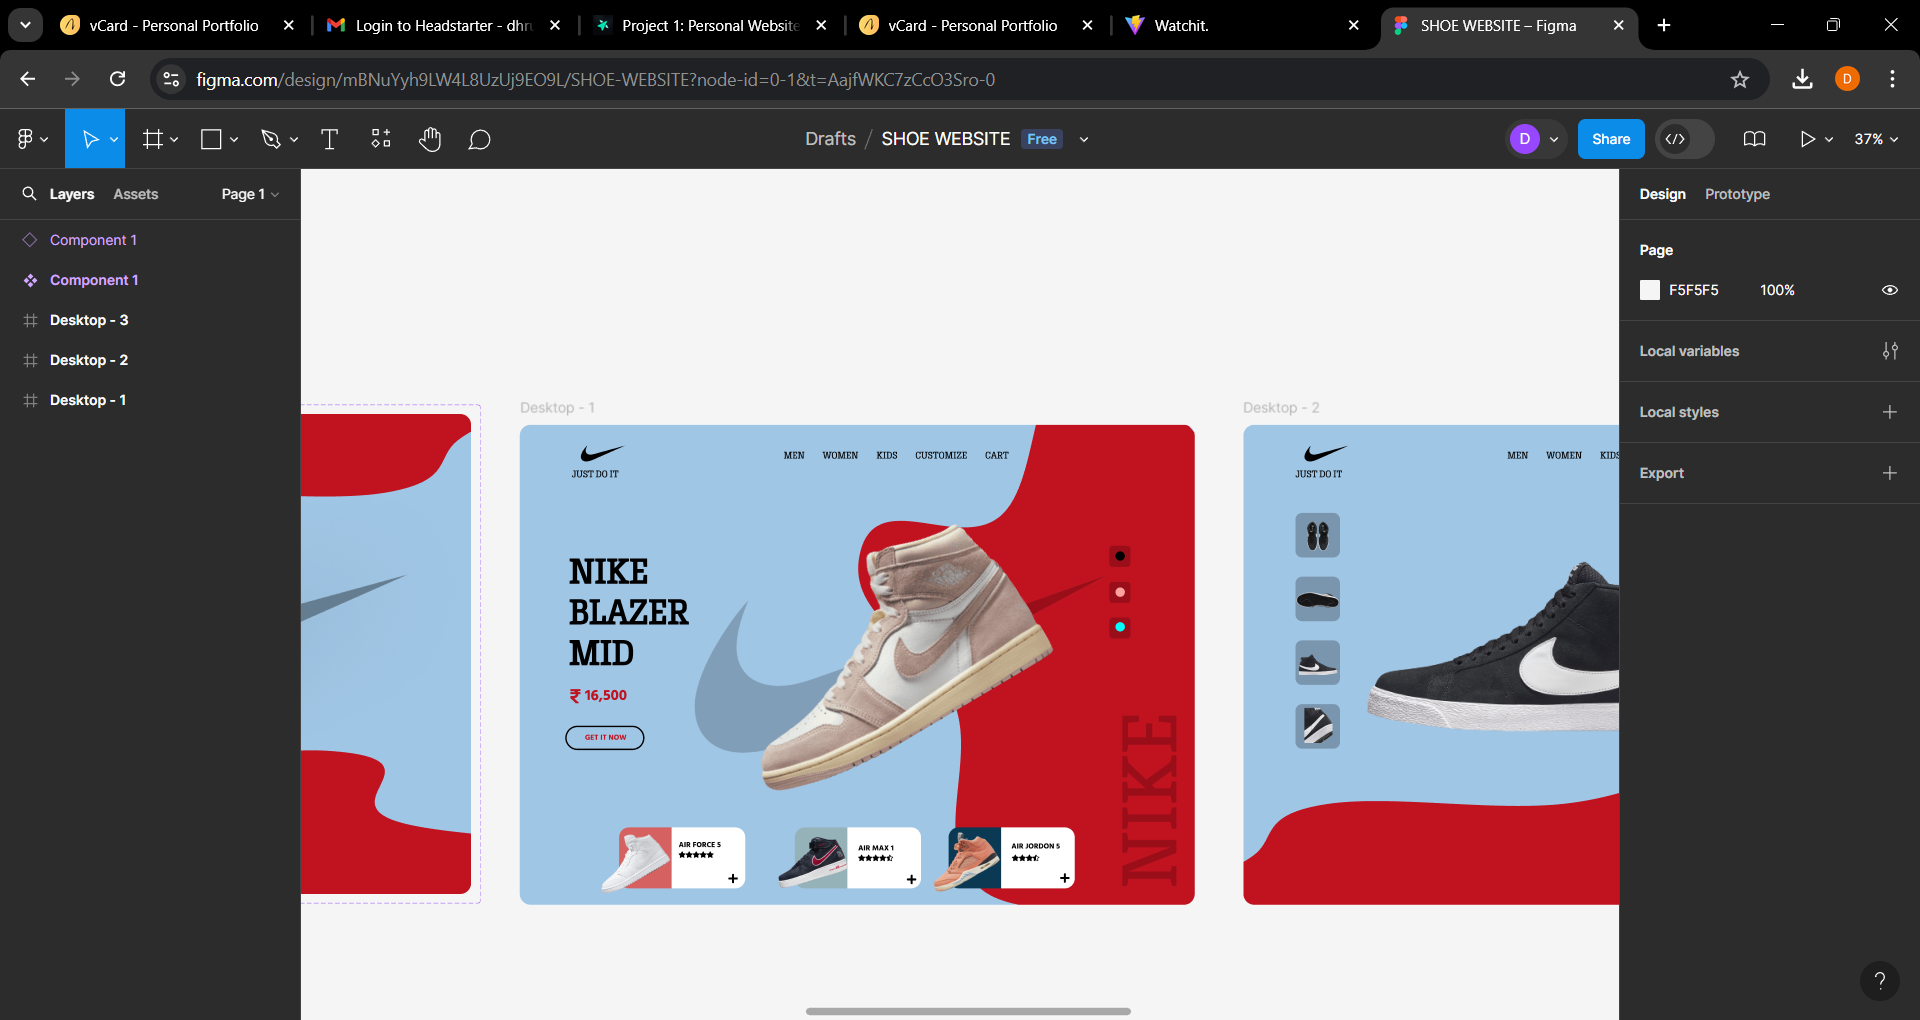 vCard - Personal Portfolio
Login to Headstarter - dhr
Project 1: Personal Website
vCard - Personal Portfolio
Watchit.
SHOE WEBSITE – Figma
figma.com/design/mBNuYyh9LW4L8UzUj9EO9L/SHOE-WEBSITE?node-id=0-1&t=AajfWKC7zCcO3Sro-0
D
Drafts / SHOE WEBSITE Free
D
Share
37%
Layers Assets Page 1
Component 1
Component 1
Desktop - 3
Desktop - 2
Desktop - 1
Design Prototype
Page
F5F5F5 100%
Local variables
Local styles
Export
Desktop - 1
JUST DO IT
MEN WOMEN KIDS CUSTOMIZE CART
NIKE
BLAZER
MID
₹ 16,500
GET IT NOW
AIR FORCE 5
AIR MAX 1
AIR JORDON 5
NIKE
Desktop - 2
JUST DO IT
MEN WOMEN KIDS
?